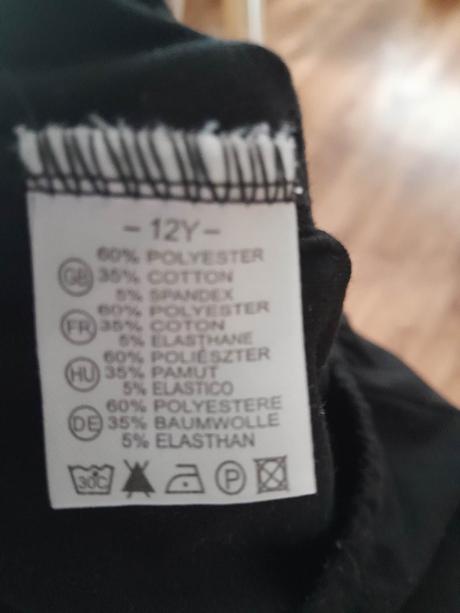 - 12Y -
60% POLYESTER
GB 35% COTTON
5% SPANDEX
60% POLYESTER
FR 35% COTON
5% ELASTHANE
60% POLIÉSZTER
HU 35% PAMUT
5% ELASTICO
60% POLYESTERE
DE 35% BAUMWOLLE
5% ELASTHAN
30C P